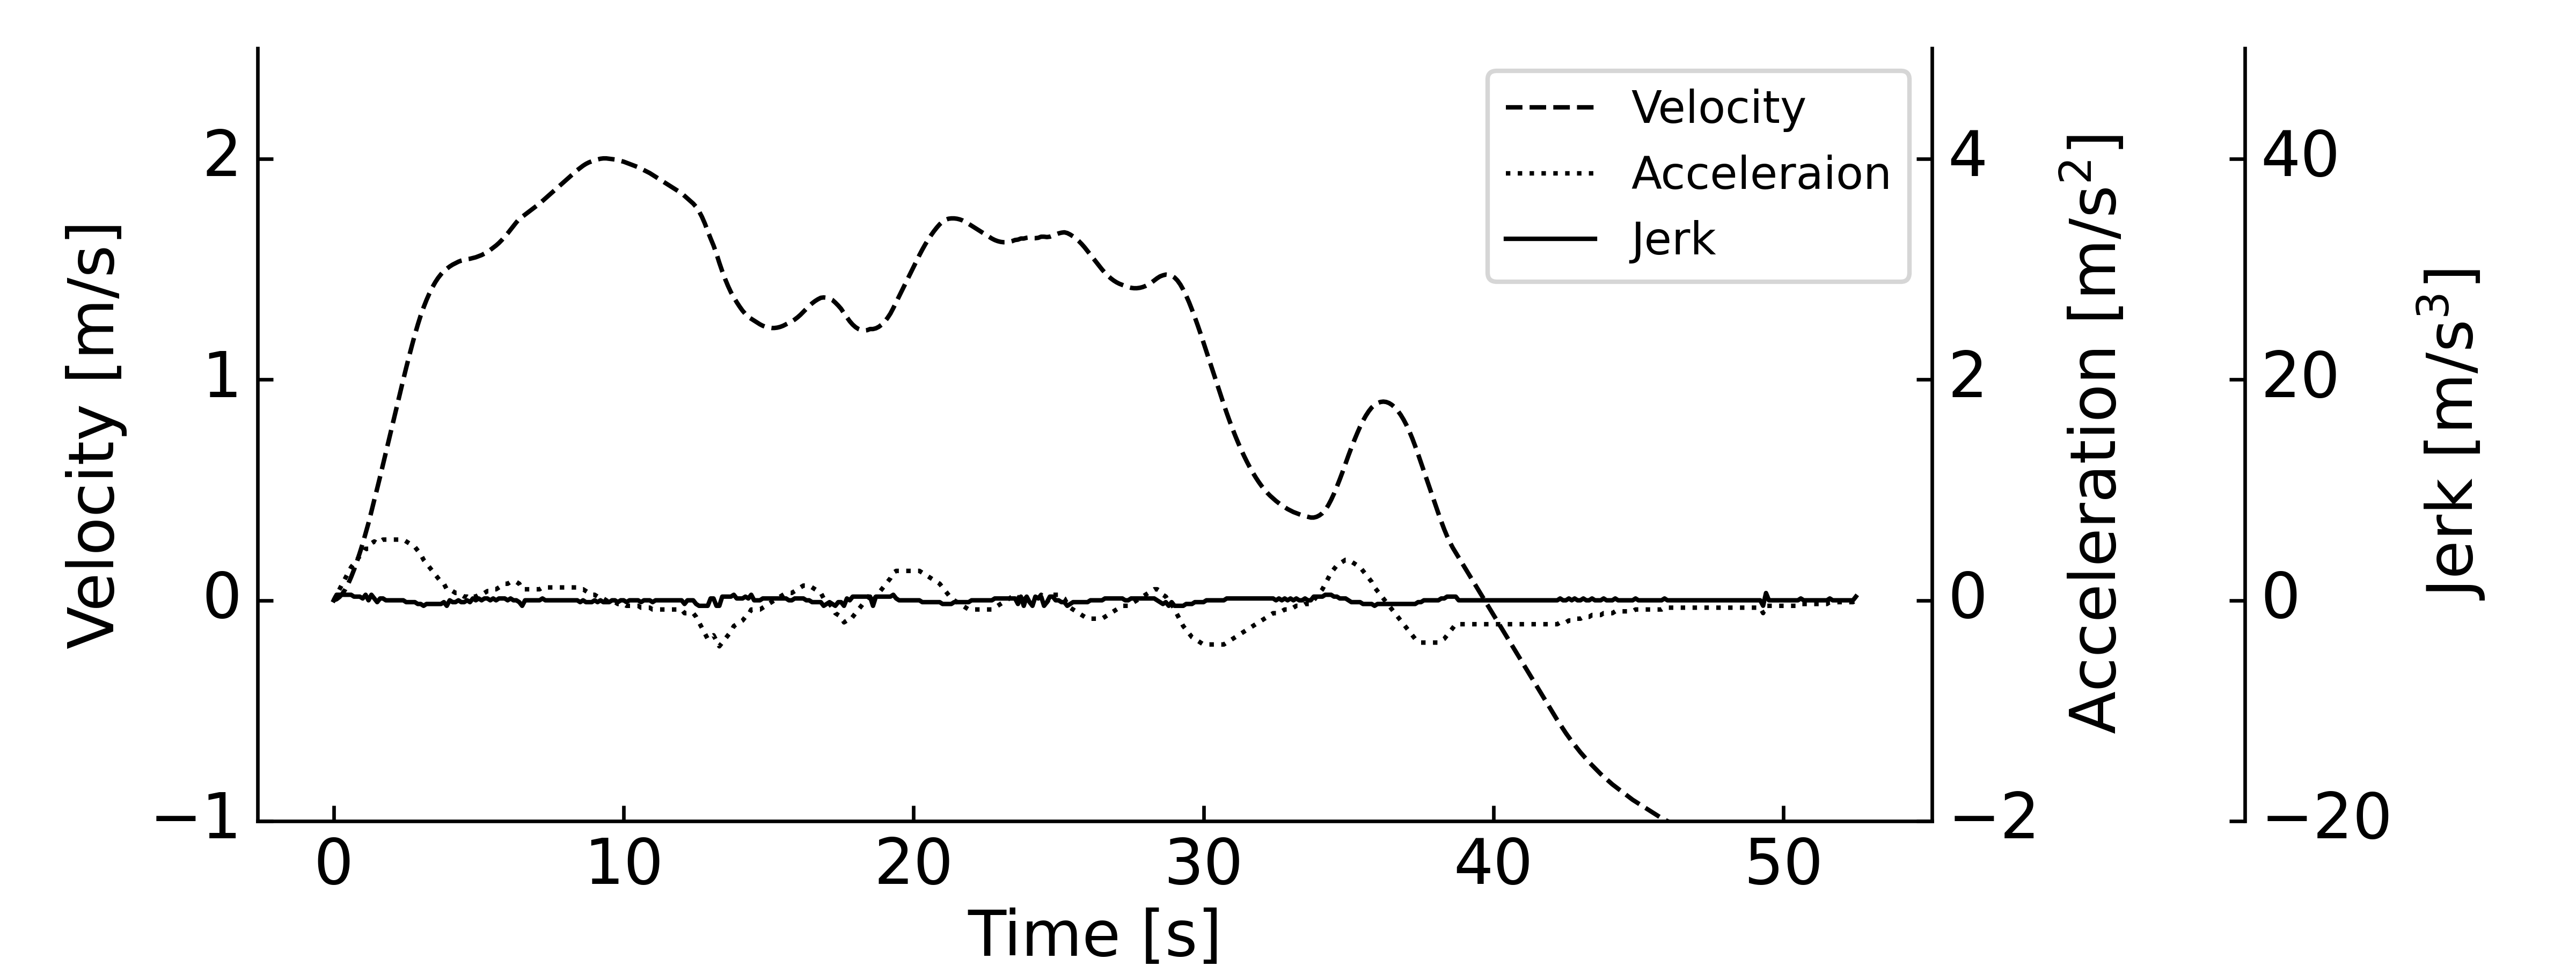 Velocity [m/s]
2
1
0
−1
0 10 20 30 40 50
Time [s]
Velocity
Acceleraion
Jerk
4
2
0
−2
Acceleration [m/s²]
40
20
0
−20
Jerk [m/s³]